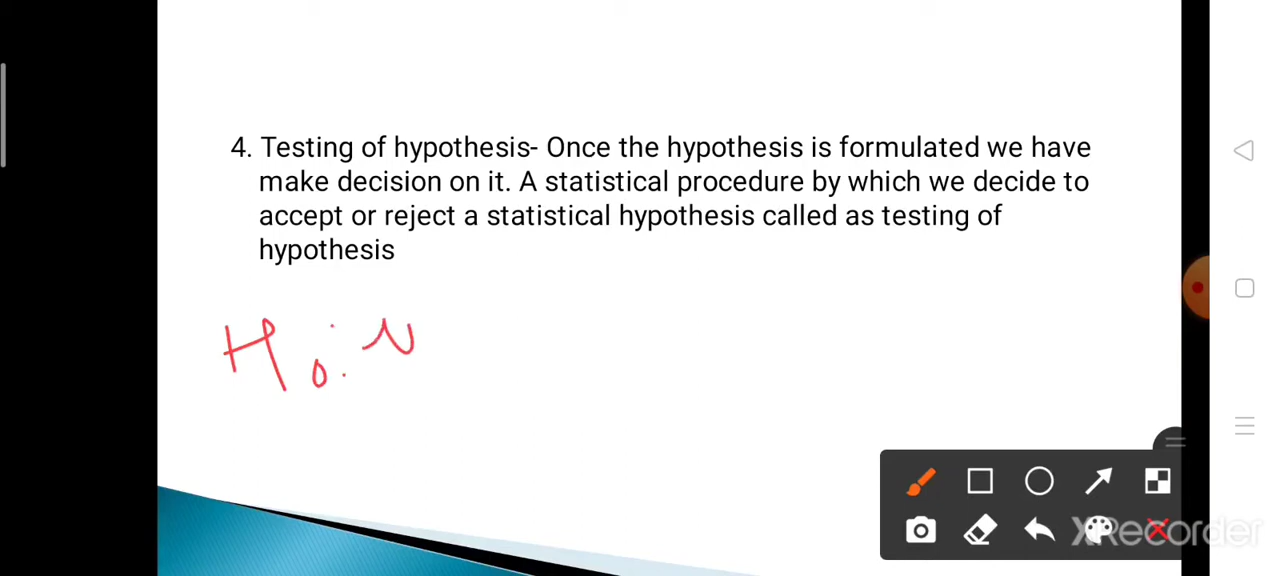 4. Testing of hypothesis- Once the hypothesis is formulated we have
make decision on it. A statistical procedure by which we decide to
accept or reject a statistical hypothesis called as testing of
hypothesis
H0: N
XRecorder